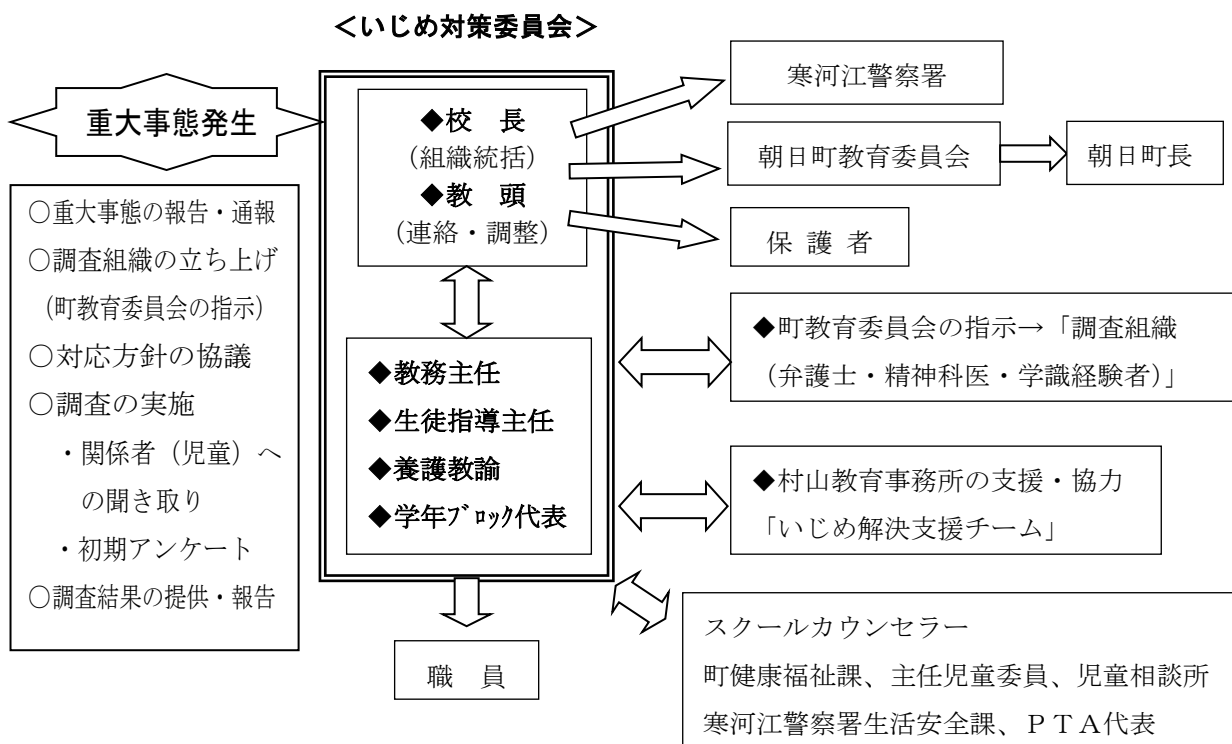 ＜いじめ対策委員会＞
重大事態発生
○重大事態の報告・通報
○調査組織の立ち上げ
（町教育委員会の指示）
○対応方針の協議
○調査の実施
・関係者（児童）へ
の聞き取り
・初期アンケート
○調査結果の提供・報告
◆校　長
（組織統括）
◆教　頭
（連絡・調整）
◆教務主任
◆生徒指導主任
◆養護教諭
◆学年ﾌﾞﾛｯｸ代表
職　員
寒河江警察署
朝日町教育委員会
朝日町長
保 護 者
◆町教育委員会の指示→「調査組織
（弁護士・精神科医・学識経験者）」
◆村山教育事務所の支援・協力
「いじめ解決支援チーム」
スクールカウンセラー
町健康福祉課、主任児童委員、児童相談所
寒河江警察署生活安全課、ＰＴＡ代表